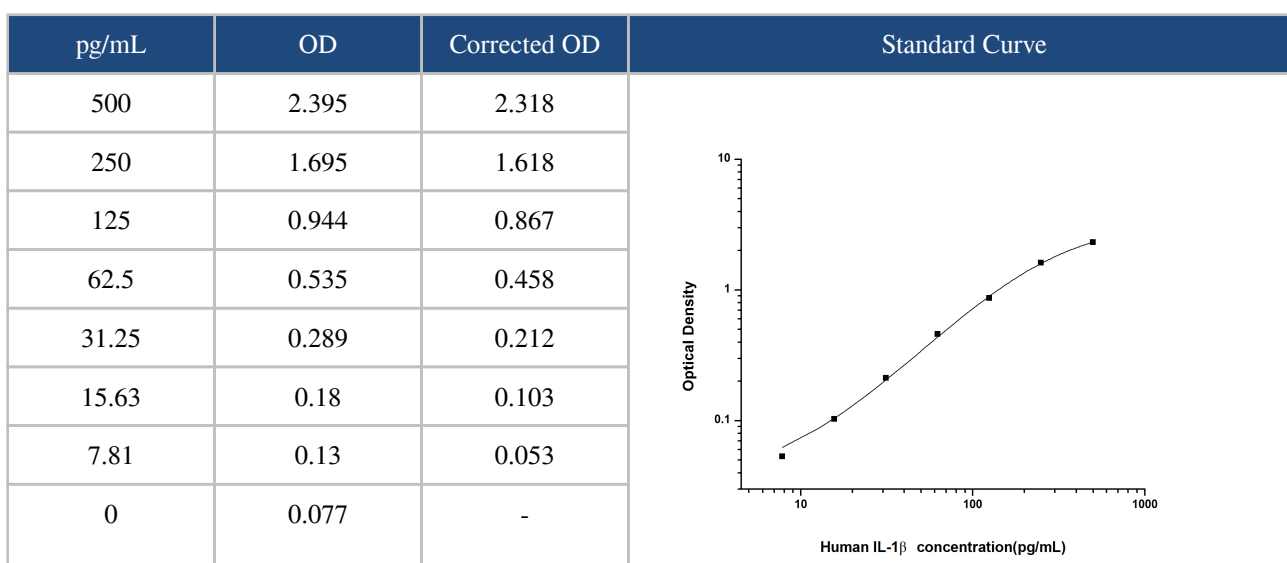 pg/mL OD Corrected OD Standard Curve
500 2.395 2.318
250 1.695 1.618
125 0.944 0.867
62.5 0.535 0.458
31.25 0.289 0.212
15.63 0.18 0.103
7.81 0.13 0.053
0 0.077 -
10
1
0.1
Optical Density
10 100 1000
Human IL-1β concentration(pg/mL)